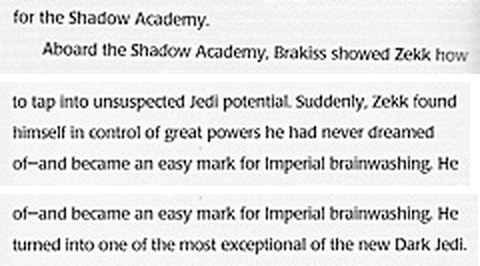 for the Shadow Academy.
Aboard the Shadow Academy, Brakiss showed Zekk how
to tap into unsuspected Jedi potential. Suddenly, Zekk found
himself in control of great powers he had never dreamed
of—and became an easy mark for Imperial brainwashing. He
of—and became an easy mark for Imperial brainwashing. He
turned into one of the most exceptional of the new Dark Jedi.